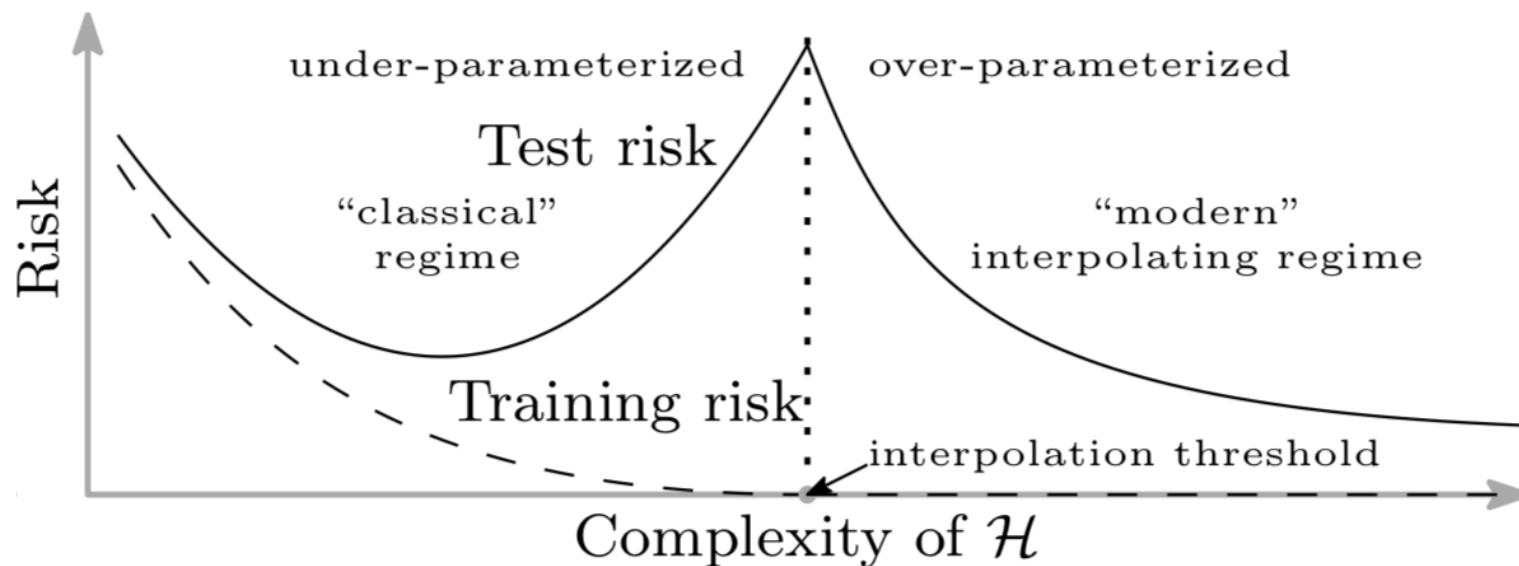 under-parameterized
over-parameterized
Test risk
“classical”
regime
“modern”
interpolating regime
Risk
Training risk
interpolation threshold
Complexity of ℋ